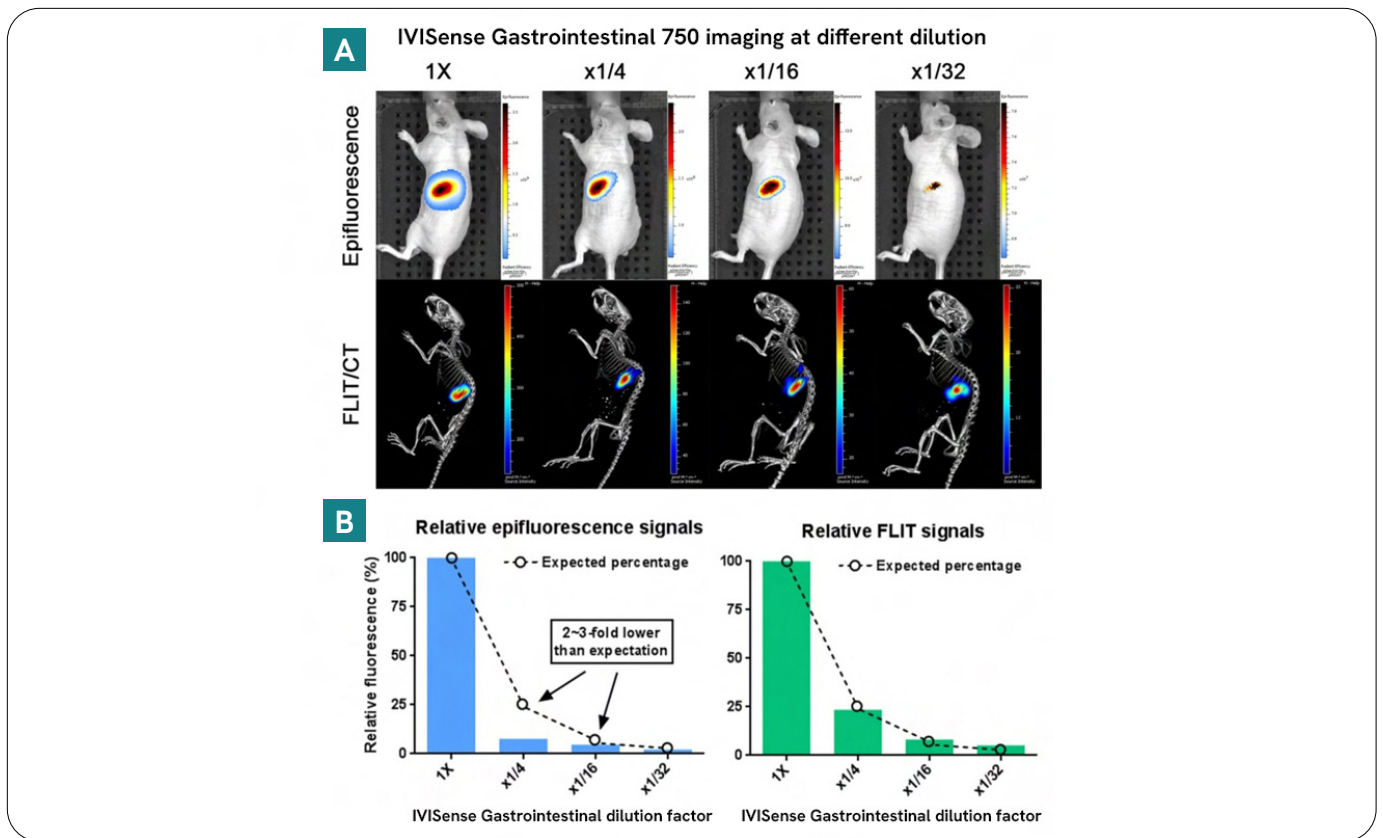 A
IVISense Gastrointestinal 750 imaging at different dilution
1X
x1/4
x1/16
x1/32
Epifluorescence
FLIT/CT
B
Relative epifluorescence signals
Relative fluorescence (%)
100
75
50
25
0
Expected percentage
2~3-fold lower
than expectation
1X
x1/4
x1/16
x1/32
IVISense Gastrointestinal dilution factor
Relative FLIT signals
100
75
50
25
0
Expected percentage
1X
x1/4
x1/16
x1/32
IVISense Gastrointestinal dilution factor